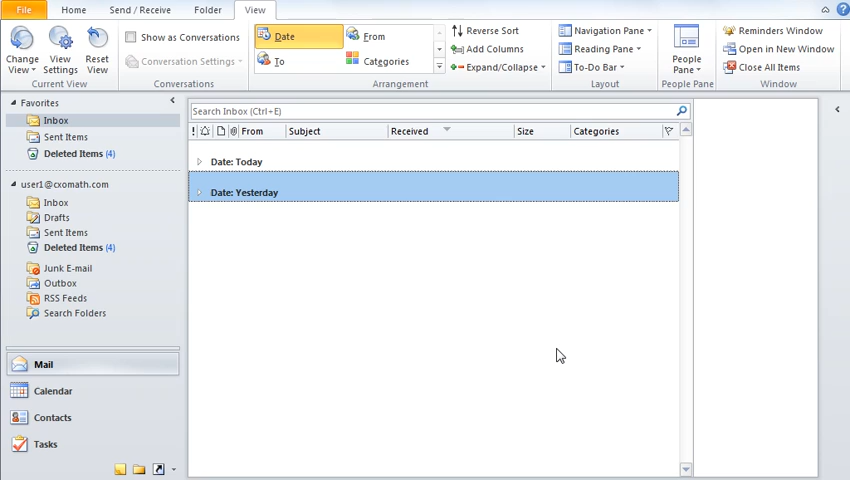 File Home Send / Receive Folder View
Change View
View Settings
Reset View
Current View
Show as Conversations
Conversation Settings
Conversations
Date From
To Categories
Arrangement
Reverse Sort
Add Columns
Expand/Collapse
Navigation Pane
Reading Pane
To-Do Bar
Layout
People Pane
People Pane
Reminders Window
Open in New Window
Close All Items
Window
Favorites
Inbox
Sent Items
Deleted Items (4)
user1@cxomath.com
Inbox
Drafts
Sent Items
Deleted Items (4)
Junk E-mail
Outbox
RSS Feeds
Search Folders
Mail
Calendar
Contacts
Tasks
Search Inbox (Ctrl+E)
! From Subject Received Size Categories
Date: Today
Date: Yesterday